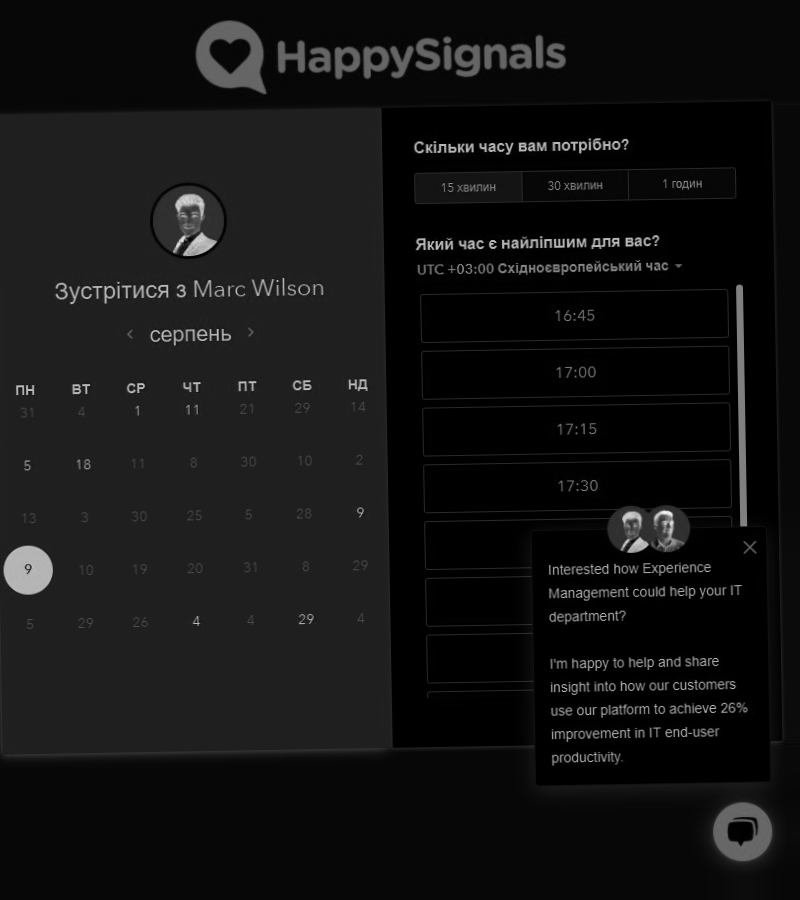 HappySignals
Зустрітися з Marc Wilson
серпень
ПН ВТ СР ЧТ ПТ СБ НД
31 4 1 11 21 29 14
5 18 11 8 30 10 2
13 3 30 25 5 28 9
9 10 19 20 31 8 29
5 29 26 4 4 29 4
Скільки часу вам потрібно?
15 хвилин 30 хвилин 1 годин
Який час є найліпшим для вас?
UTC +03:00 Східноєвропейський час
16:45
17:00
17:15
17:30
Interested how Experience
Management could help your IT
department?
I'm happy to help and share
insight into how our customers
use our platform to achieve 26%
improvement in IT end-user
productivity.